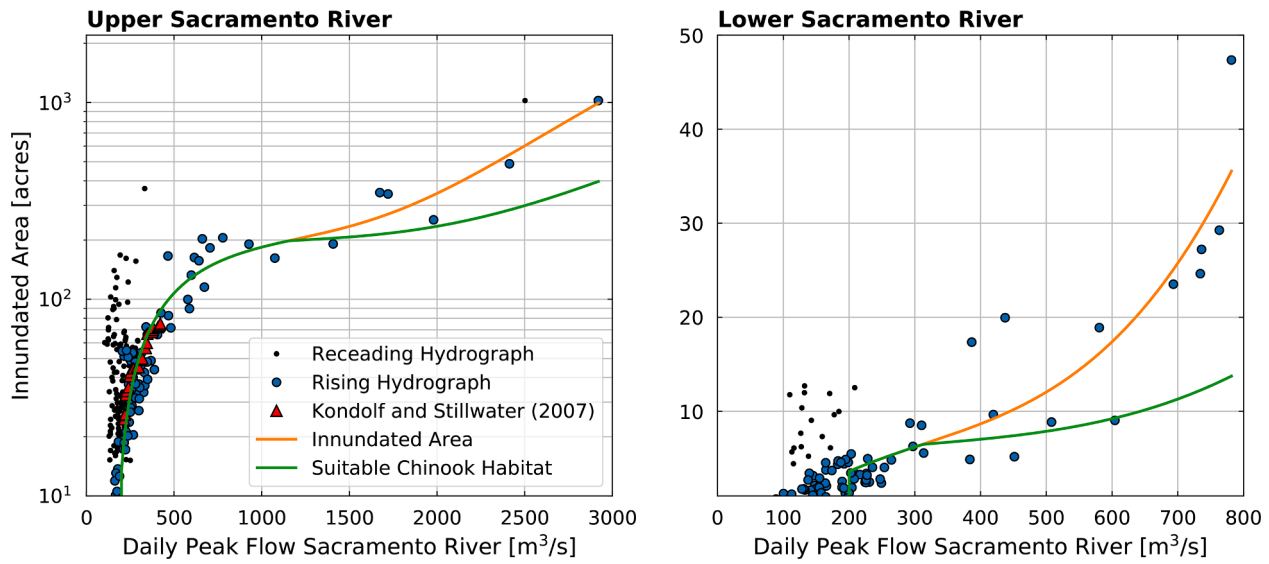 Upper Sacramento River
Lower Sacramento River
Innundated Area [acres]
10³
10²
10¹
0 500 1000 1500 2000 2500 3000
Daily Peak Flow Sacramento River [m³/s]
Receading Hydrograph
Rising Hydrograph
Kondolf and Stillwater (2007)
Innundated Area
Suitable Chinook Habitat
50
40
30
20
10
0 100 200 300 400 500 600 700 800
Daily Peak Flow Sacramento River [m³/s]